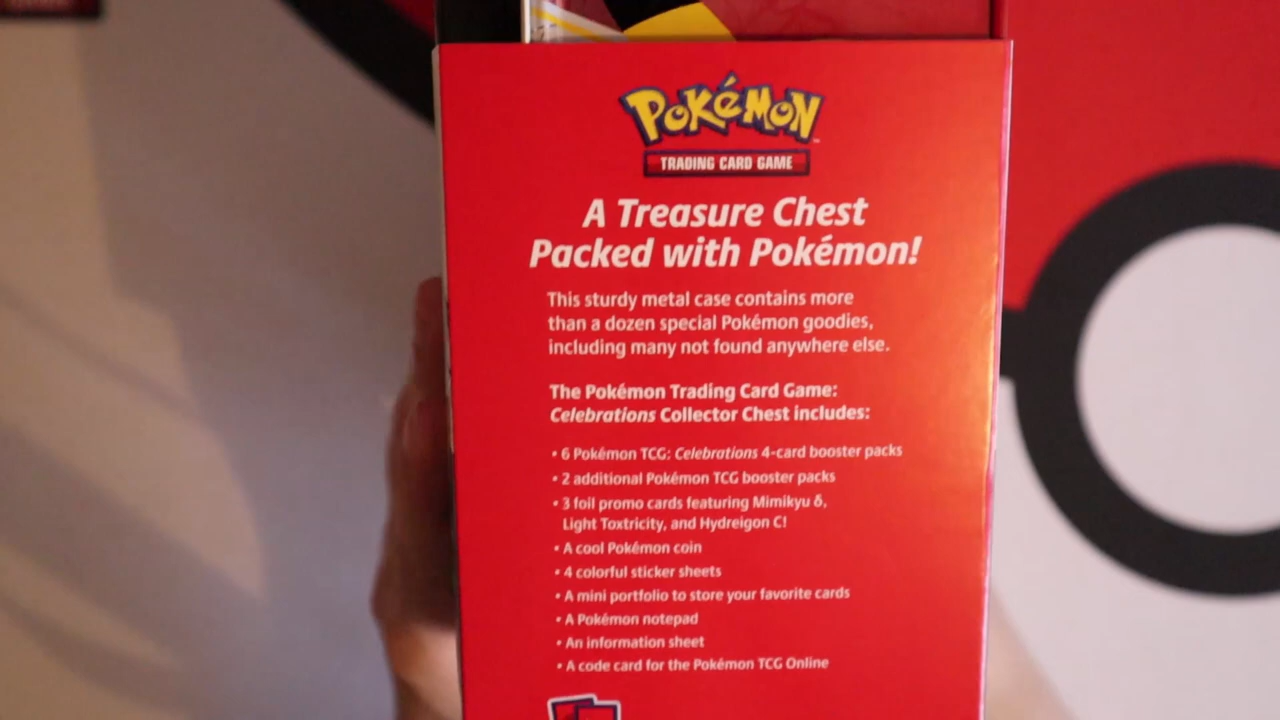 POKéMON
TRADING CARD GAME
A Treasure Chest
Packed with Pokémon!
This sturdy metal case contains more
than a dozen special Pokémon goodies,
including many not found anywhere else.
The Pokémon Trading Card Game:
Celebrations Collector Chest includes:
• 6 Pokémon TCG: Celebrations 4-card booster packs
• 2 additional Pokémon TCG booster packs
• 3 foil promo cards featuring Mimikyu δ,
Light Toxtricity, and Hydreigon C!
• A cool Pokémon coin
• 4 colorful sticker sheets
• A mini portfolio to store your favorite cards
• A Pokémon notepad
• An information sheet
• A code card for the Pokémon TCG Online